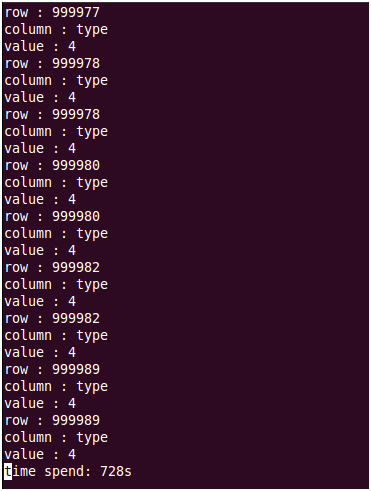 row : 999977
column : type
value : 4
row : 999978
column : type
value : 4
row : 999978
column : type
value : 4
row : 999980
column : type
value : 4
row : 999980
column : type
value : 4
row : 999982
column : type
value : 4
row : 999982
column : type
value : 4
row : 999989
column : type
value : 4
row : 999989
column : type
value : 4
time spend: 728s